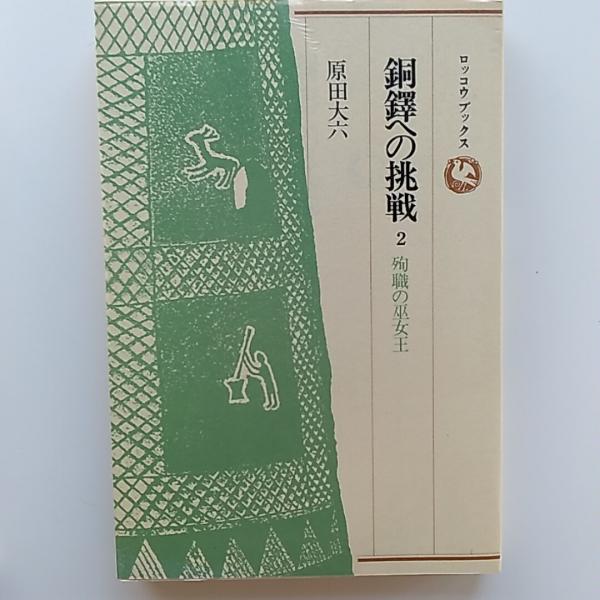 ロッコウブックス
銅鐸への挑戦 2 殉職の巫女王
原田大六